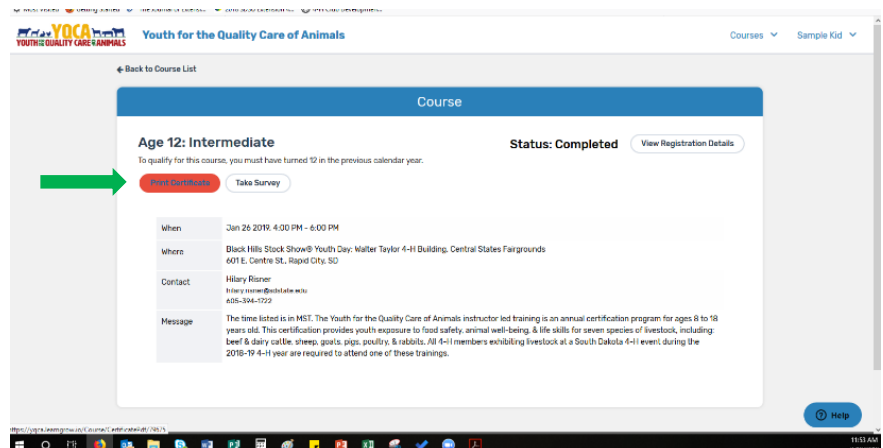 YQCA
YOUTH FOR THE QUALITY CARE OF ANIMALS
Youth for the Quality Care of Animals
Courses
Sample Kid
Back to Course List
Course
Age 12: Intermediate
Status: Completed
View Registration Details
To qualify for this course, you must have turned 12 in the previous calendar year.
Print Certificate
Take Survey
When
Jan 26 2019, 4:00 PM - 6:00 PM
Where
Black Hills Stock Show® Youth Day: Walter Taylor 4-H Building, Central States Fairgrounds
601 E. Centre St., Rapid City, SD
Contact
Hilary Risner
hilary.risner@sdstate.edu
605-394-1722
Message
The time listed is in MST. The Youth for the Quality Care of Animals instructor led training is an annual certification program for ages 8 to 18
years old. This certification provides youth exposure to food safety, animal well-being, & life skills for seven species of livestock, including:
beef & dairy cattle, sheep, goats, pigs, poultry, & rabbits. All 4-H members exhibiting livestock at a South Dakota 4-H event during the
2018-19 4-H year are required to attend one of these trainings.
Help
11:53 AM